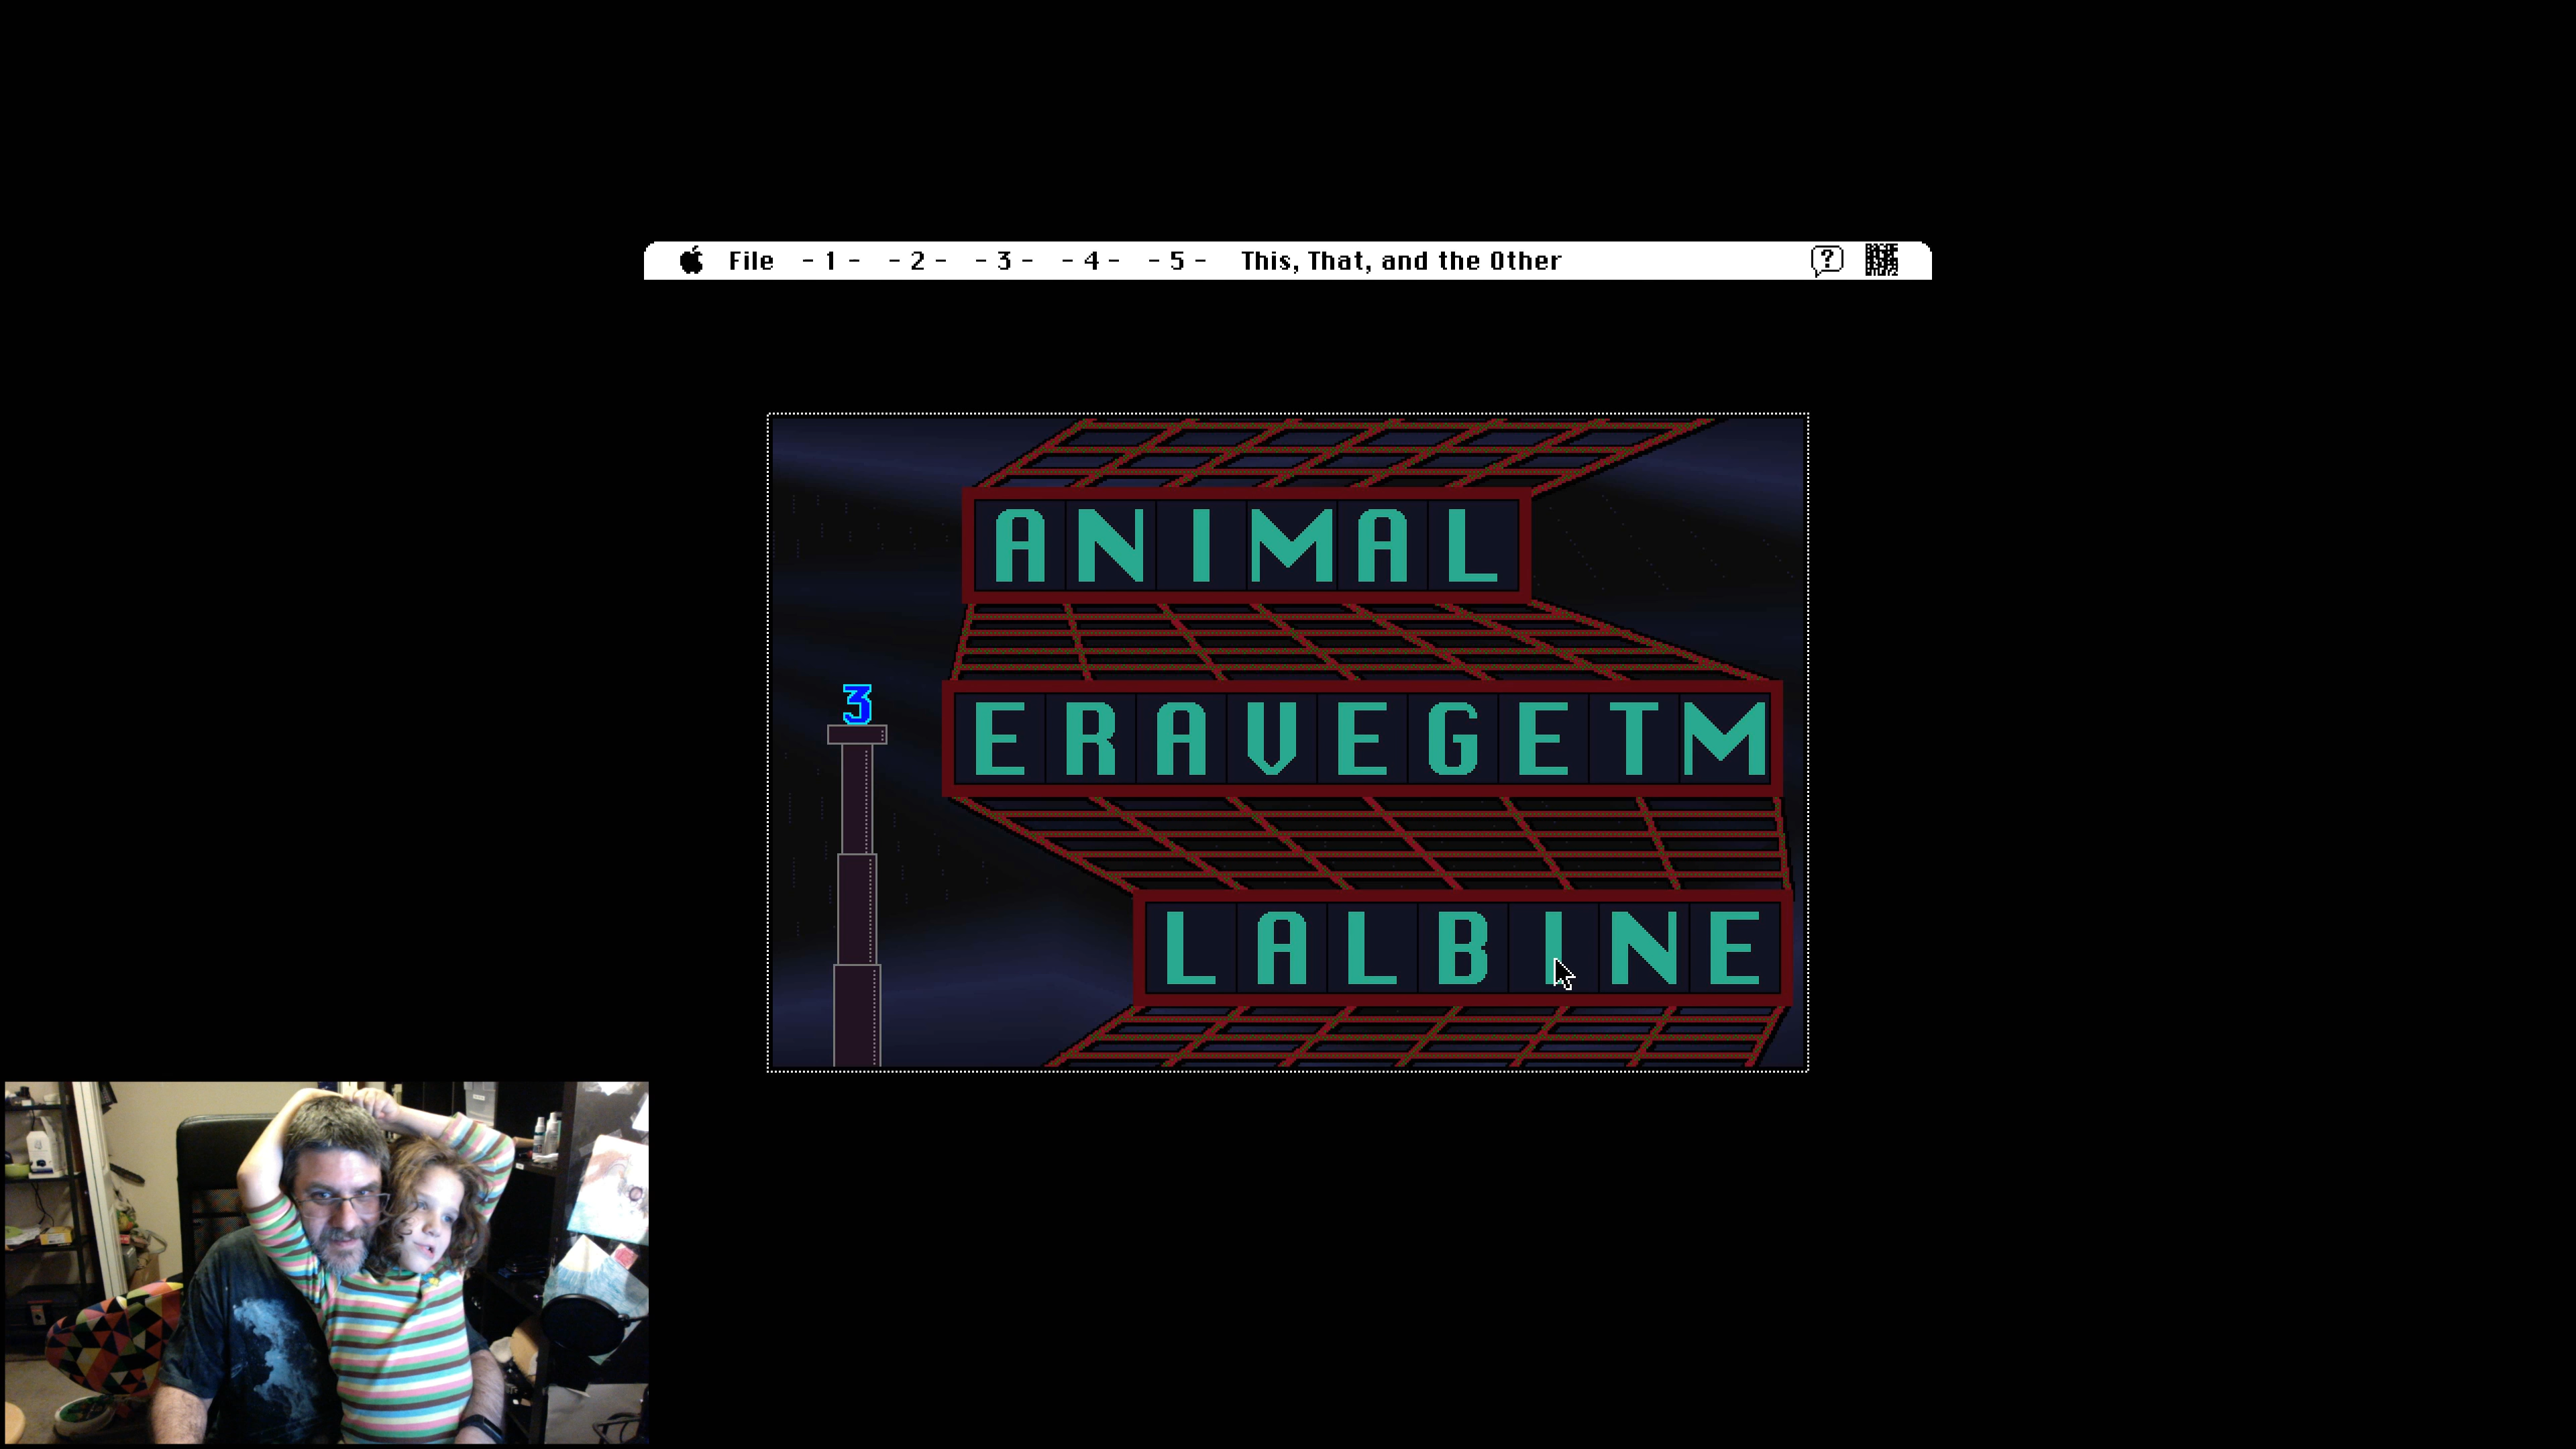 File -1- -2- -3- -4- -5- This, That, and the Other ?
ANIMAL
3
ERAVEGETM
LALBINE